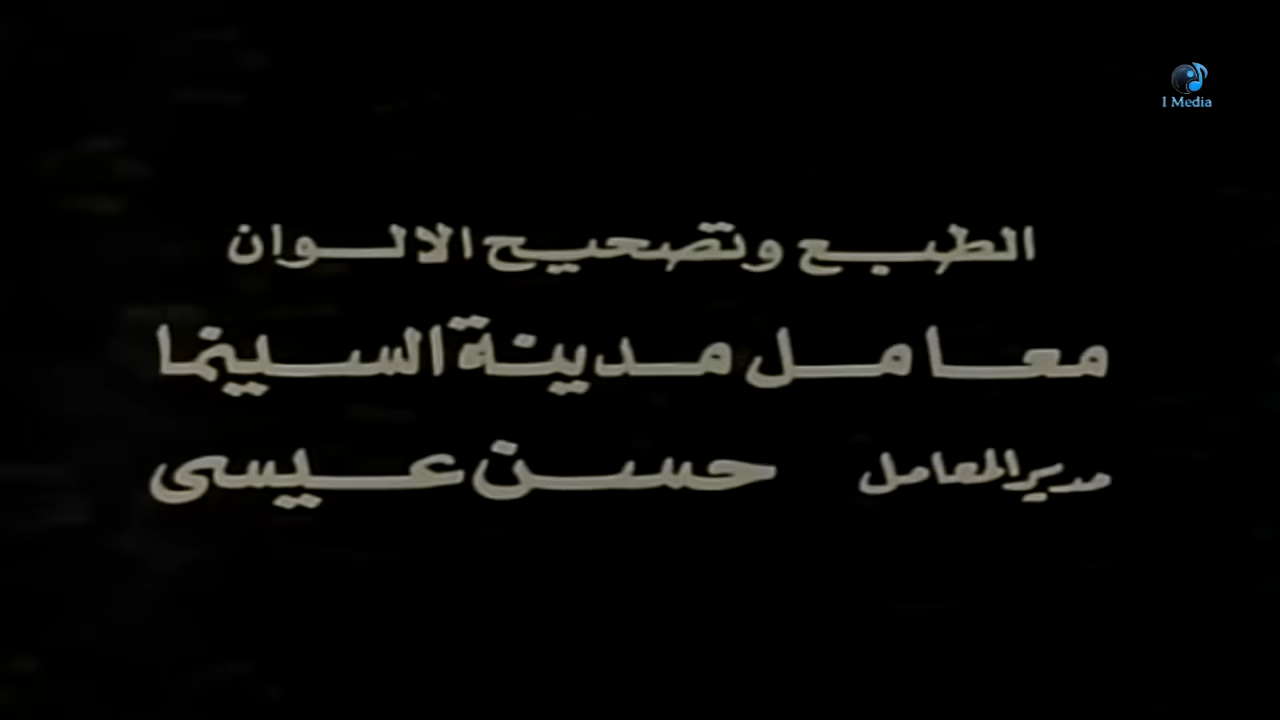 I Media
الطبع وتصحيح الالوان
معامل مدينة السينما
مدير المعامل حسن عيسى